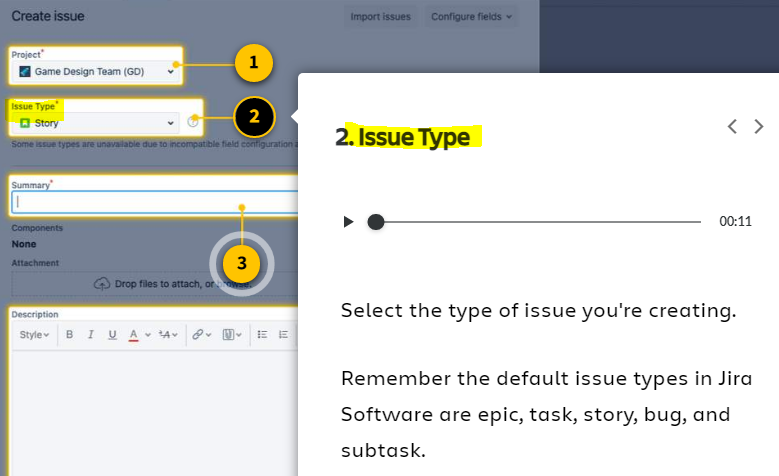 Create issue
Import issues
Configure fields
Project*
Game Design Team (GD)
1
Issue Type*
Story
2
Some issue types are unavailable due to incompatible field configuration a
Summary*
3
Components
None
Attachment
Drop files to attach, or browse.
Description
Style
B I U A
2. Issue Type
00:11
Select the type of issue you're creating.
Remember the default issue types in Jira
Software are epic, task, story, bug, and
subtask.